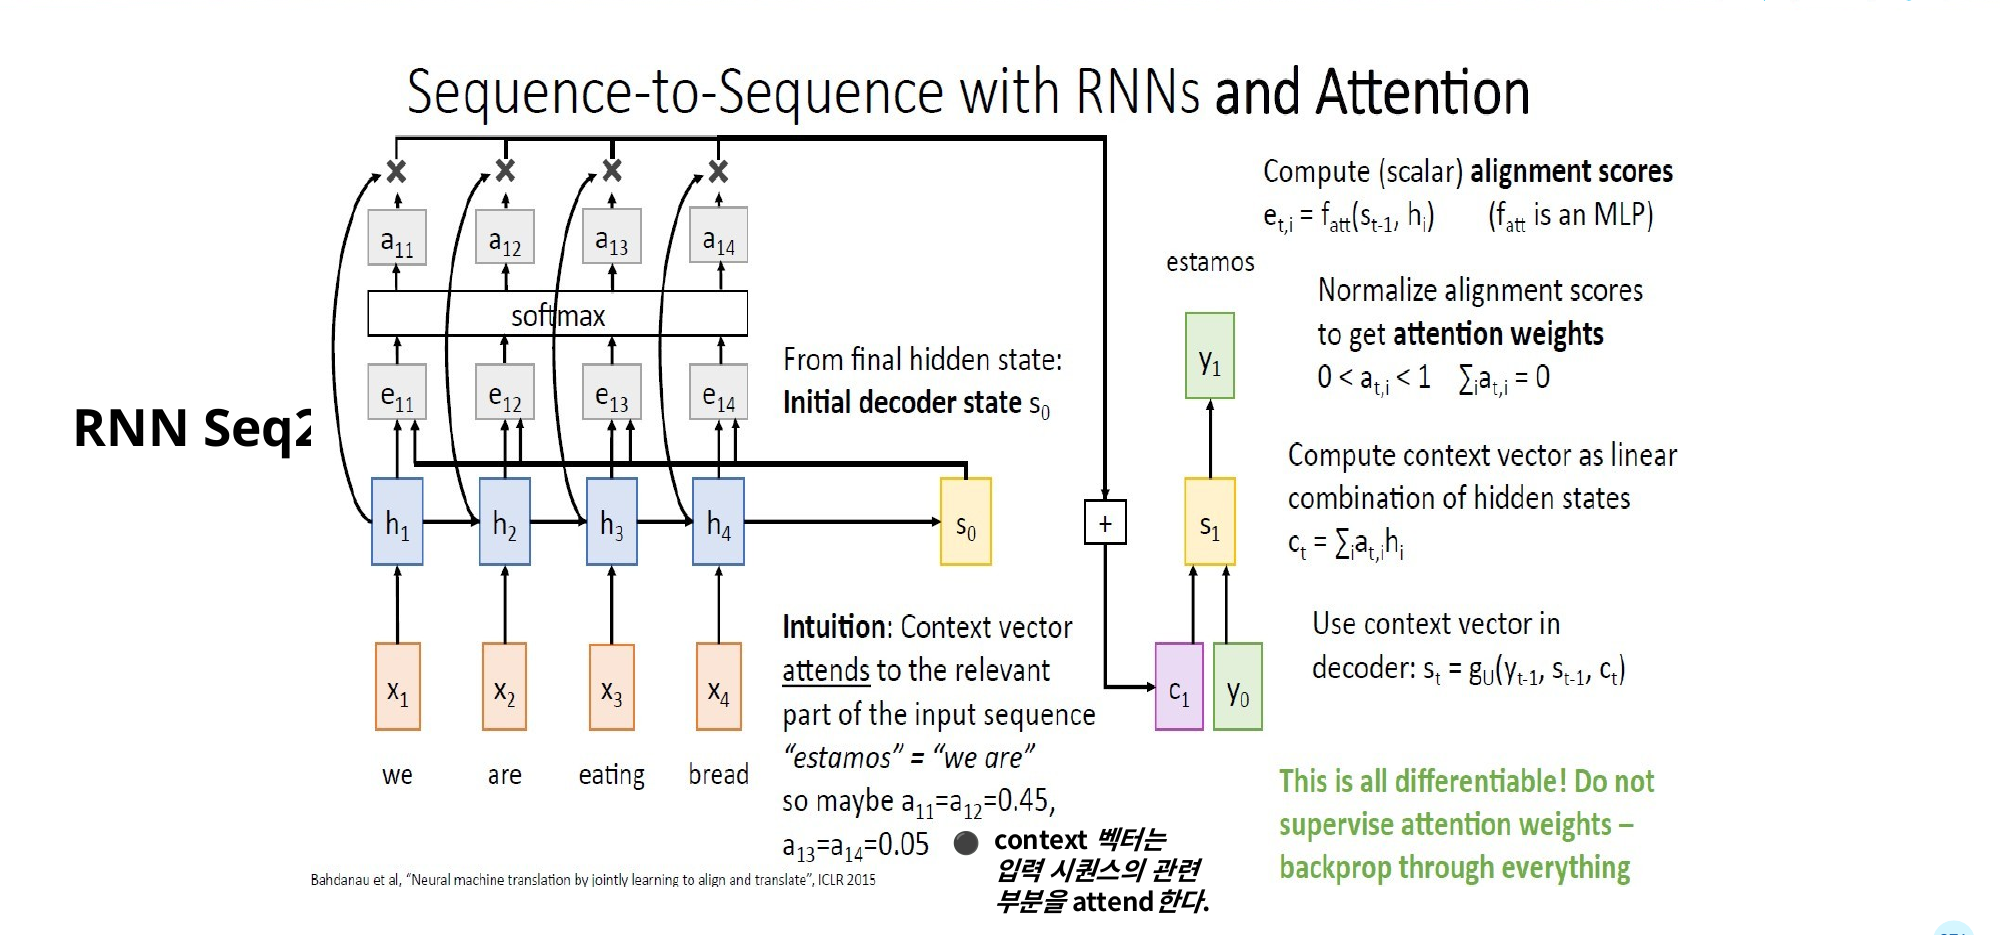 Sequence-to-Sequence with RNNs and Attention
a11 a12 a13 a14
softmax
e11 e12 e13 e14
RNN Seq2
h1 h2 h3 h4 s0 + s1
x1 x2 x3 x4 c1 y0
we are eating bread
From final hidden state:
Initial decoder state s0
estamos
y1
Compute (scalar) alignment scores
et,i = fatt(st-1, hi) (fatt is an MLP)
Normalize alignment scores
to get attention weights
0 < at,i < 1 ∑iat,i = 0
Compute context vector as linear
combination of hidden states
ct = ∑iat,ihi
Use context vector in
decoder: st = gU(yt-1, st-1, ct)
Intuition: Context vector
attends to the relevant
part of the input sequence
“estamos” = “we are”
so maybe a11=a12=0.45,
a13=a14=0.05
context 벡터는
입력 시퀀스의 관련
부분을 attend한다.
This is all differentiable! Do not
supervise attention weights –
backprop through everything
Bahdanau et al, “Neural machine translation by jointly learning to align and translate”, ICLR 2015